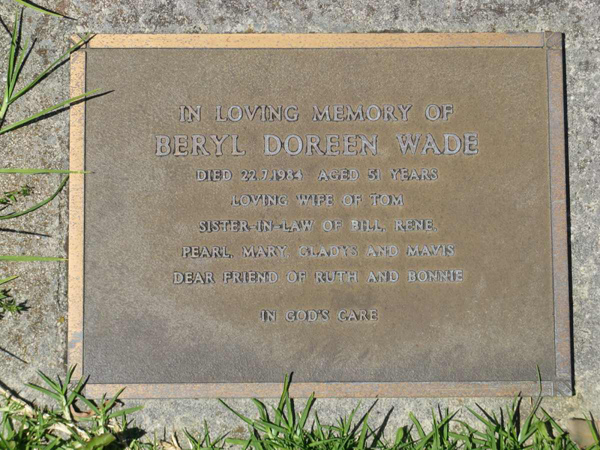 IN LOVING MEMORY OF
BERYL DOREEN WADE
DIED 22.7.1984 AGED 51 YEARS
LOVING WIFE OF TOM
SISTER-IN-LAW OF BILL, RENE,
PEARL, MARY, GLADYS AND MAVIS
DEAR FRIEND OF RUTH AND BONNIE
IN GOD'S CARE